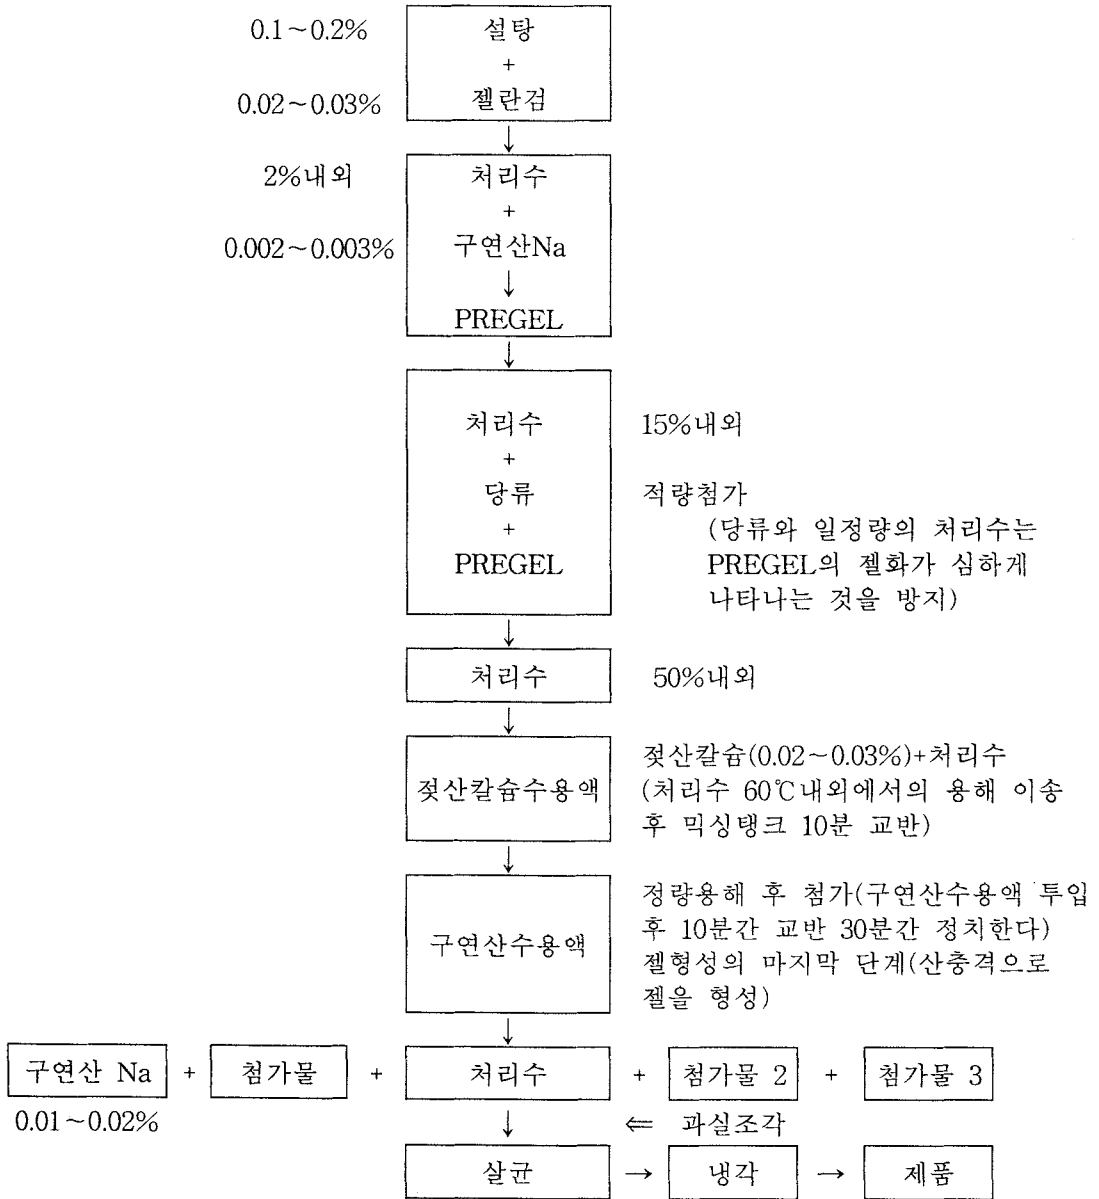 0.1~0.2% 설탕
+
0.02~0.03% 젤란검
↓
2%내외 처리수
+
0.002~0.003% 구연산Na
↓
PREGEL
↓
처리수 15%내외
+
당류 적량첨가
+ (당류와 일정량의 처리수는
PREGEL PREGEL의 젤화가 심하게
나타나는 것을 방지)
↓
처리수 50%내외
↓
젖산칼슘(0.02~0.03%)+처리수
젖산칼슘수용액 (처리수 60℃내외에서의 용해 이송
후 믹싱탱크 10분 교반)
↓
정량용해 후 첨가(구연산수용액 투입
구연산수용액 후 10분간 교반 30분간 정치한다)
젤형성의 마지막 단계(산충격으로
젤을 형성)
↓
구연산 Na + 첨가물 + 처리수 + 첨가물 2 + 첨가물 3
0.01~0.02% ↓ ⇐ 과실조각
살균 → 냉각 → 제품